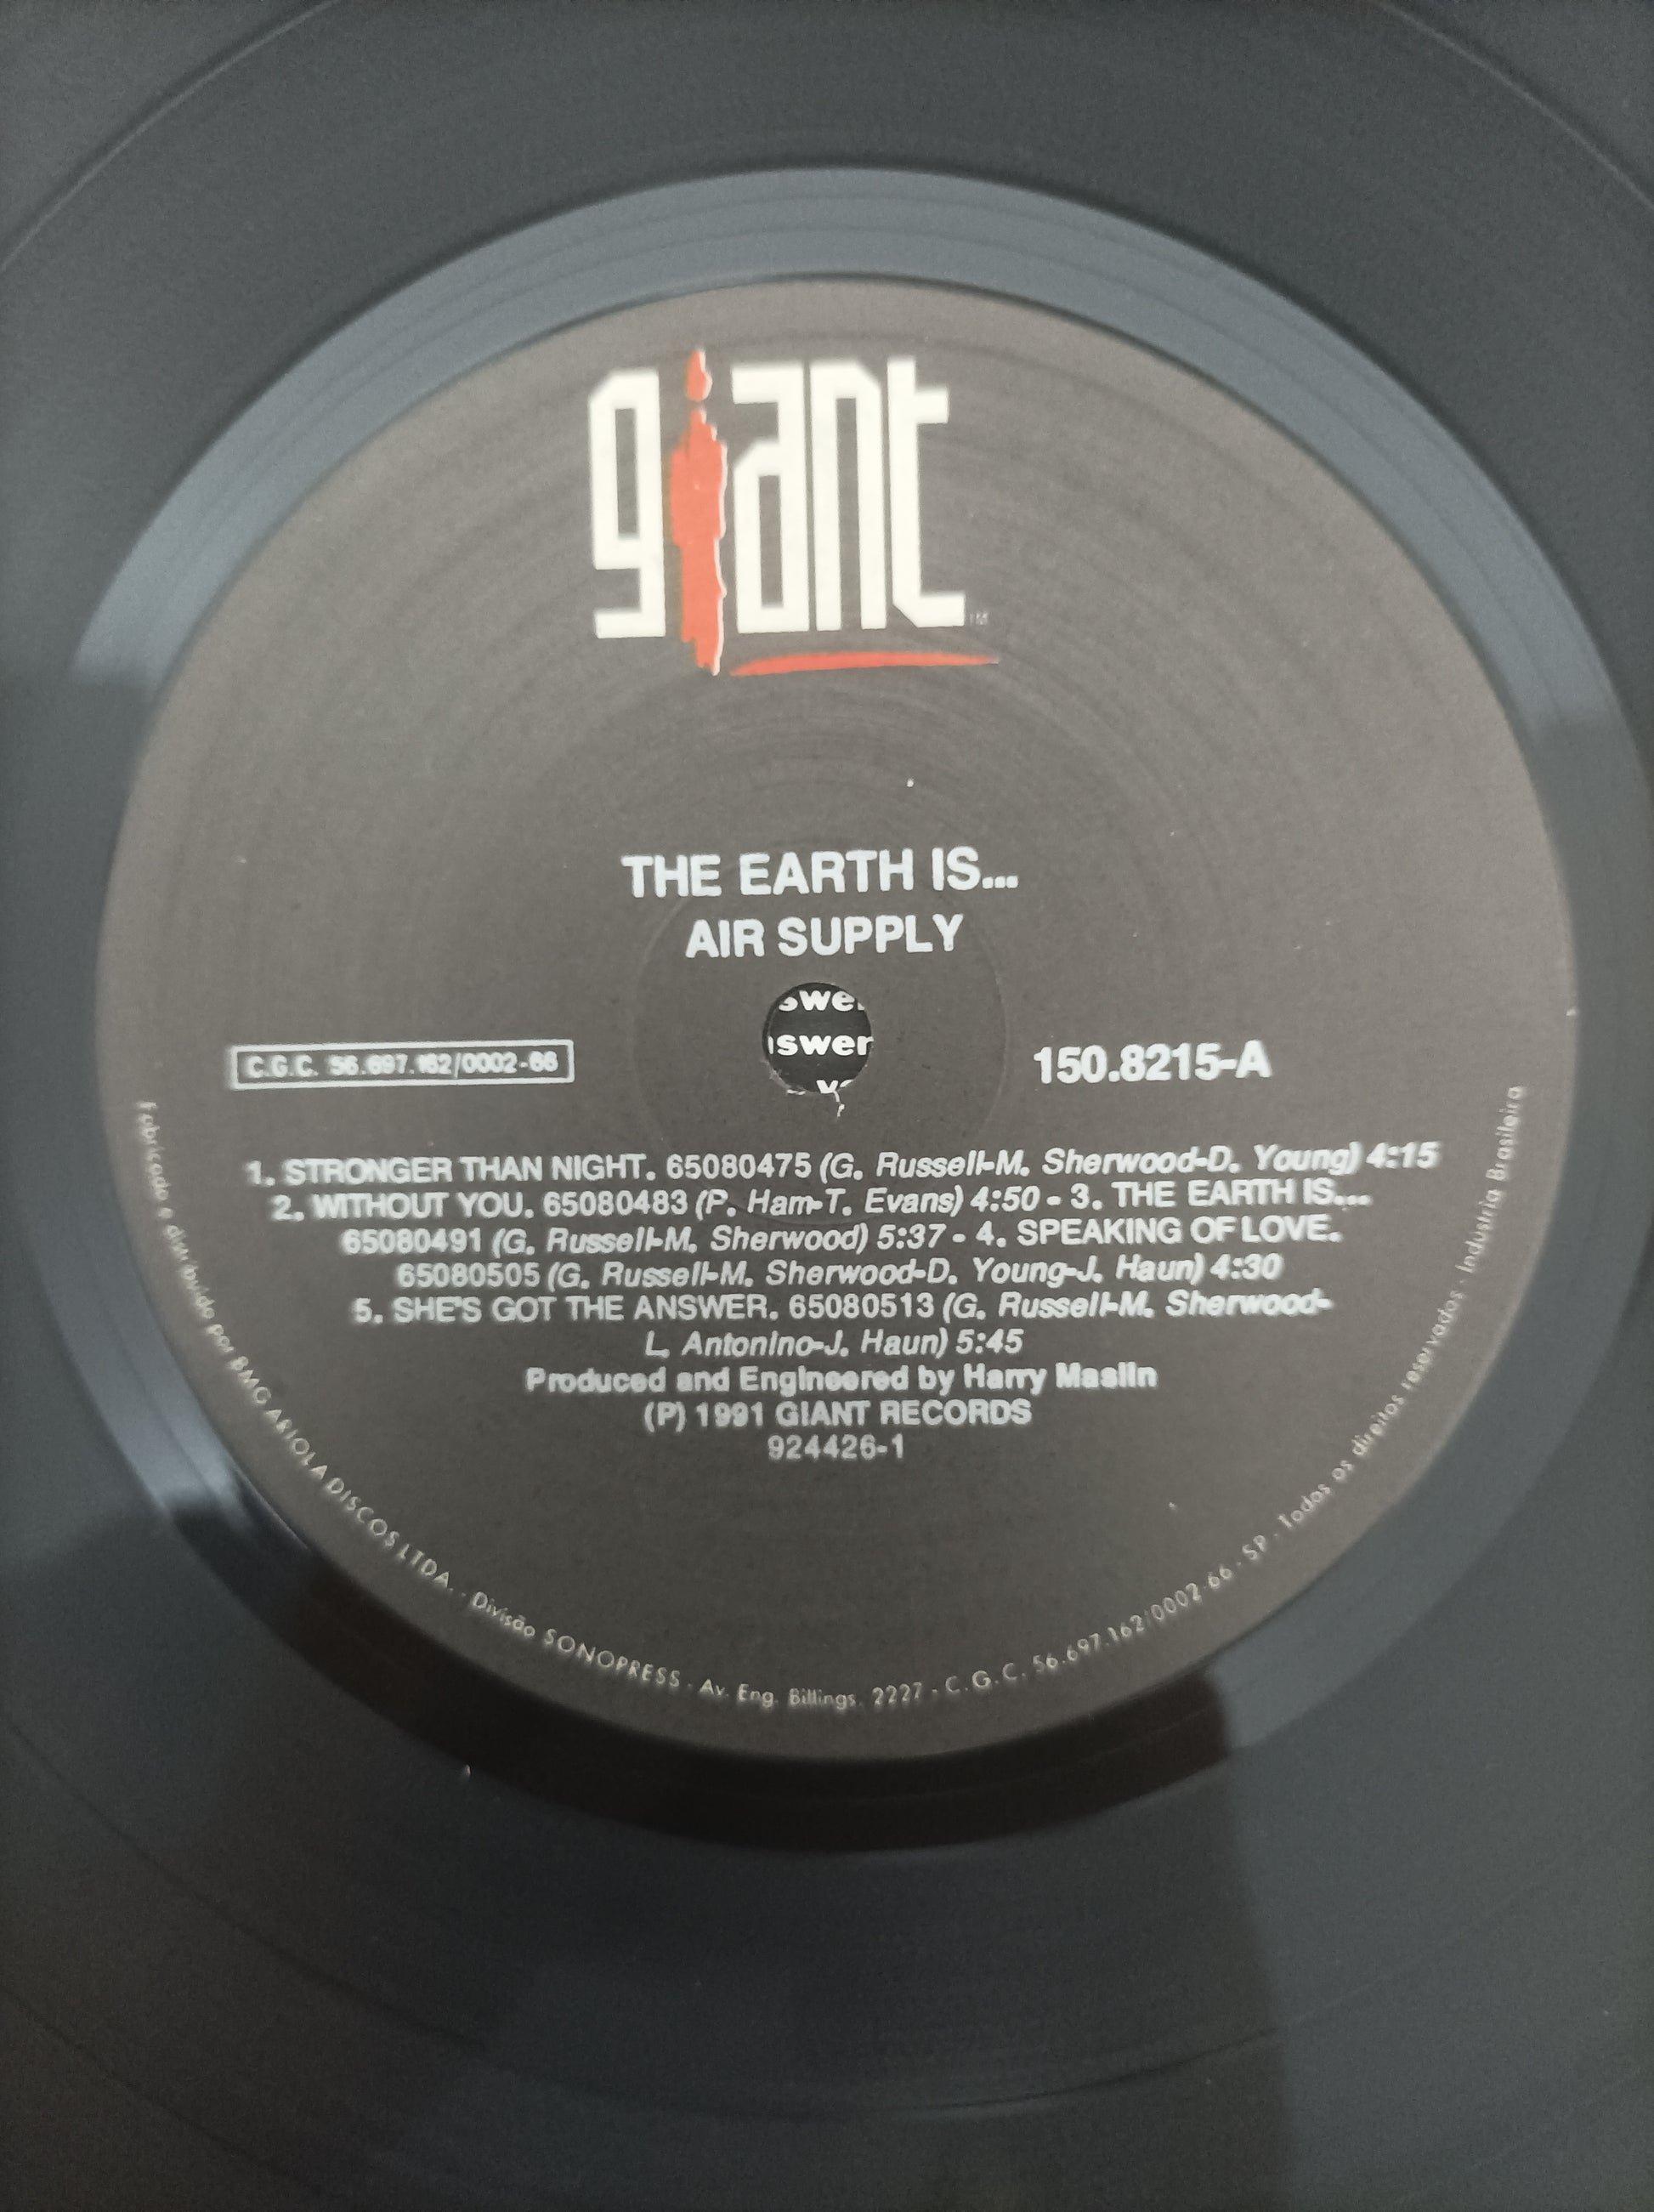 giant
TM
THE EARTH IS...
AIR SUPPLY
swer
C.G.C. 56.697.162/0002-66
150.8215-A
1. STRONGER THAN NIGHT. 65080475 (G. Russell-M. Sherwood-D. Young) 4:15
2. WITHOUT YOU. 65080483 (P. Ham-T. Evans) 4:50 - 3. THE EARTH IS...
65080491 (G. Russell-M. Sherwood) 5:37 - 4. SPEAKING OF LOVE.
65080505 (G. Russell-M. Sherwood-D. Young-J. Haun) 4:30
5. SHE'S GOT THE ANSWER. 65080513 (G. Russell-M. Sherwood-
L. Antonino-J. Haun) 5:45
Produced and Engineered by Harry Maslin
(P) 1991 GIANT RECORDS
924426-1
Fabricado e distribuído por BMG ARIOLA DISCOS LTDA. - Divisão SONOPRESS - Av. Eng. Billings, 2227 - C.G.C. 56.697.162/0002-66 - SP - Todos os direitos reservados - Industria Brasileira